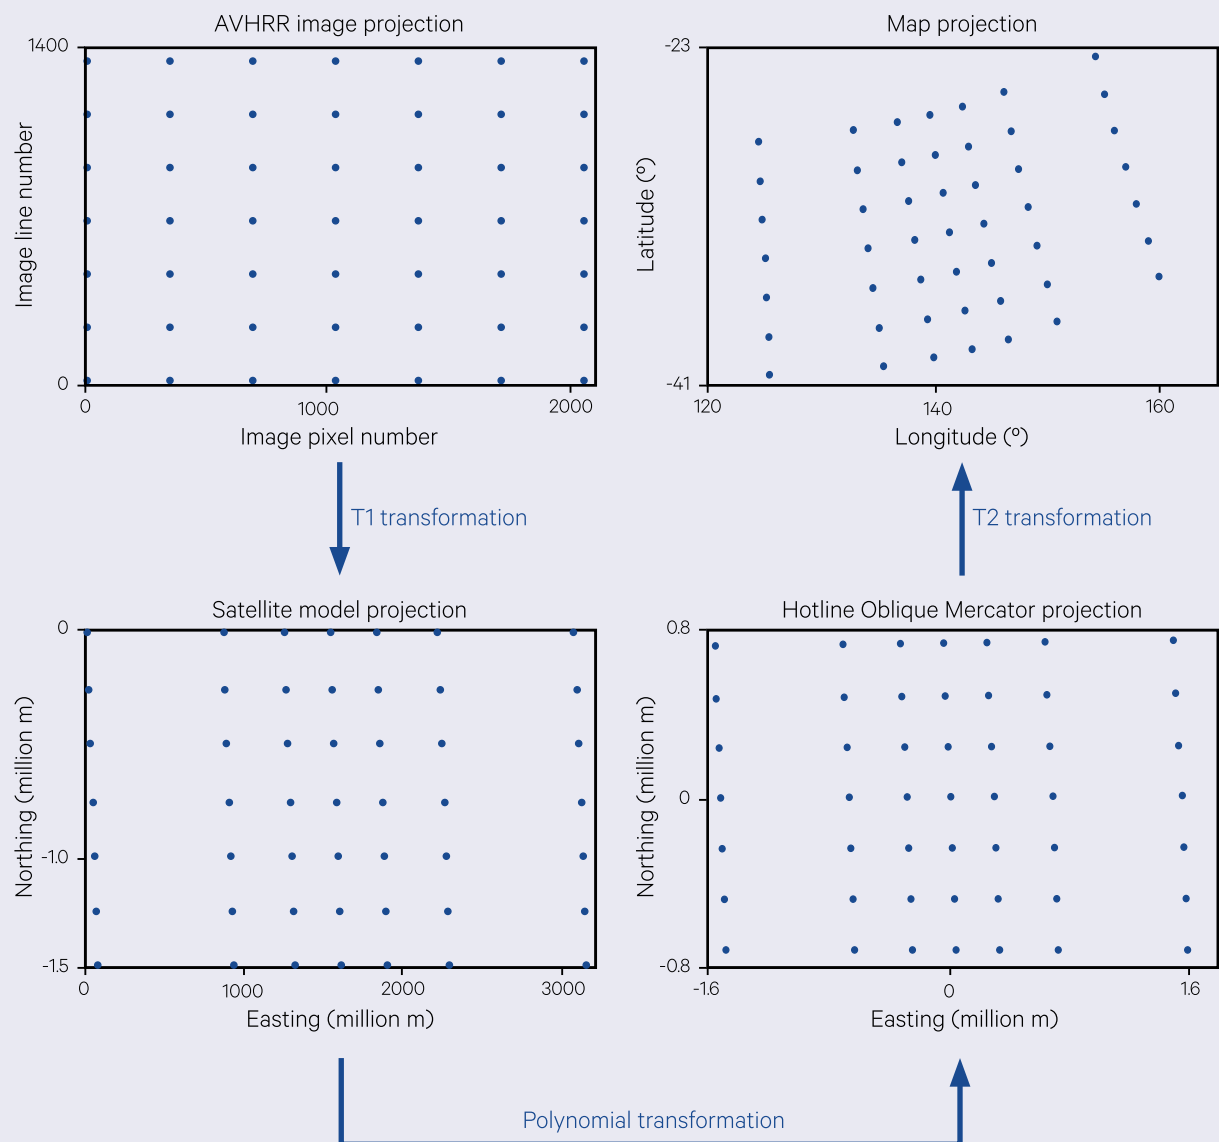 AVHRR image projection
1400
0
Image line number
0
1000
2000
Image pixel number
Map projection
-23
-41
Latitude (º)
120
140
160
Longitude (º)
T1 transformation
T2 transformation
Satellite model projection
0
-1.0
-1.5
Northing (million m)
0
1000
2000
3000
Easting (million m)
Hotline Oblique Mercator projection
0.8
0
-0.8
Northing (million m)
-1.6
0
1.6
Easting (million m)
Polynomial transformation